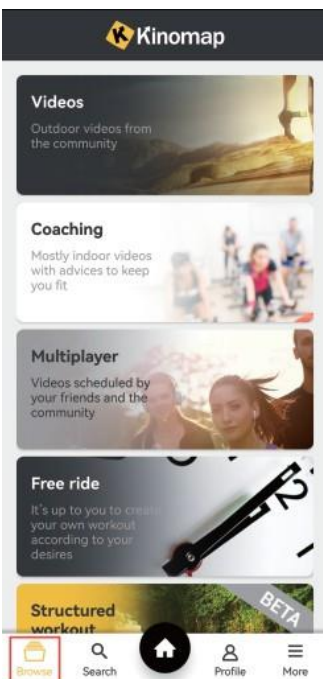 Kinomap
Videos
Outdoor videos from
the community
Coaching
Mostly indoor videos
with advices to keep
you fit
Multiplayer
Videos scheduled by
your friends and the
community
Free ride
It's up to you to create
your own workout
according to your
desires
Structured
workout
BETA
Browse
Search
Profile
More